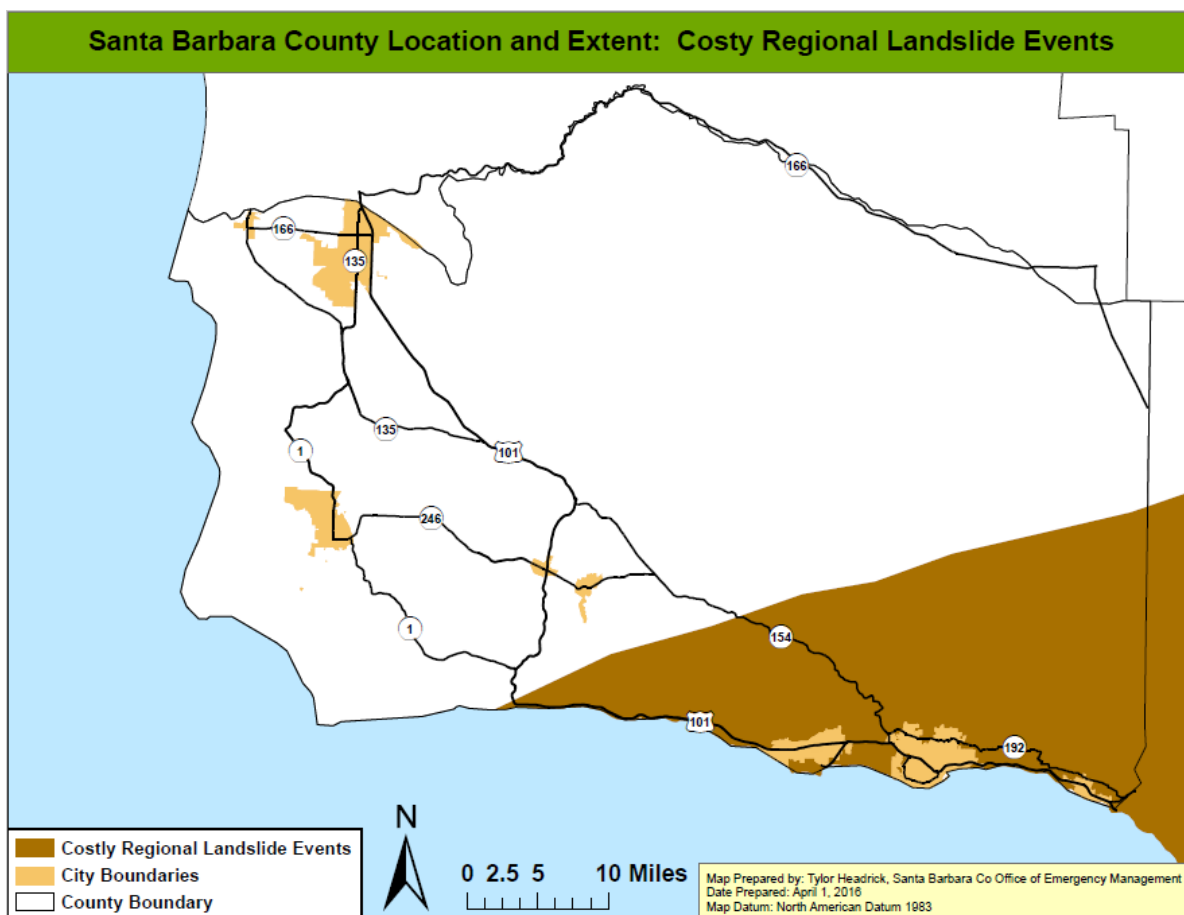 Santa Barbara County Location and Extent: Costy Regional Landslide Events
166
166
135
135
101
1
246
1
154
101
192
N
0 2.5 5 10 Miles
Costly Regional Landslide Events
City Boundaries
County Boundary
Map Prepared by: Tylor Headrick, Santa Barbara Co Office of Emergency Management
Date Prepared: April 1, 2016
Map Datum: North American Datum 1983